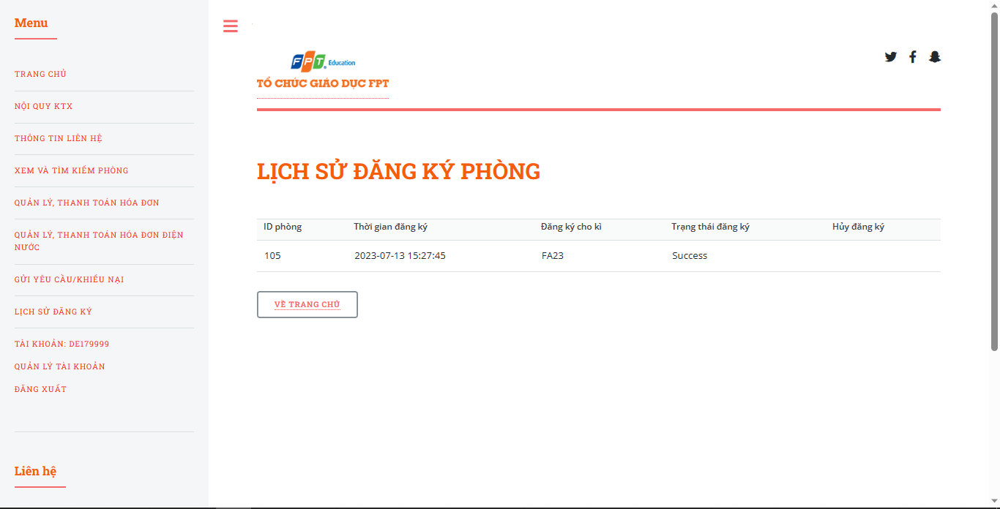 Menu
TRANG CHỦ
NỘI QUY KTX
THÔNG TIN LIÊN HỆ
XEM VÀ TÌM KIẾM PHÒNG
QUẢN LÝ, THANH TOÁN HÓA ĐƠN
QUẢN LÝ, THANH TOÁN HÓA ĐƠN ĐIỆN
NƯỚC
GỬI YÊU CẦU/KHIẾU NẠI
LỊCH SỬ ĐĂNG KÝ
TÀI KHOẢN: DE179999
QUẢN LÝ TÀI KHOẢN
ĐĂNG XUẤT
Liên hệ
FPT Education
TỔ CHỨC GIÁO DỤC FPT
LỊCH SỬ ĐĂNG KÝ PHÒNG
ID phòng Thời gian đăng ký Đăng ký cho kì Trạng thái đăng ký Hủy đăng ký
105 2023-07-13 15:27:45 FA23 Success
VỀ TRANG CHỦ